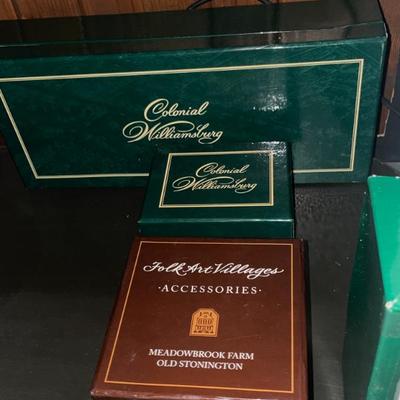 Colonial
Williamsburg
Colonial
Williamsburg
Folk Art Villages
·ACCESSORIES·
MEADOWBROOK FARM
OLD STONINGTON